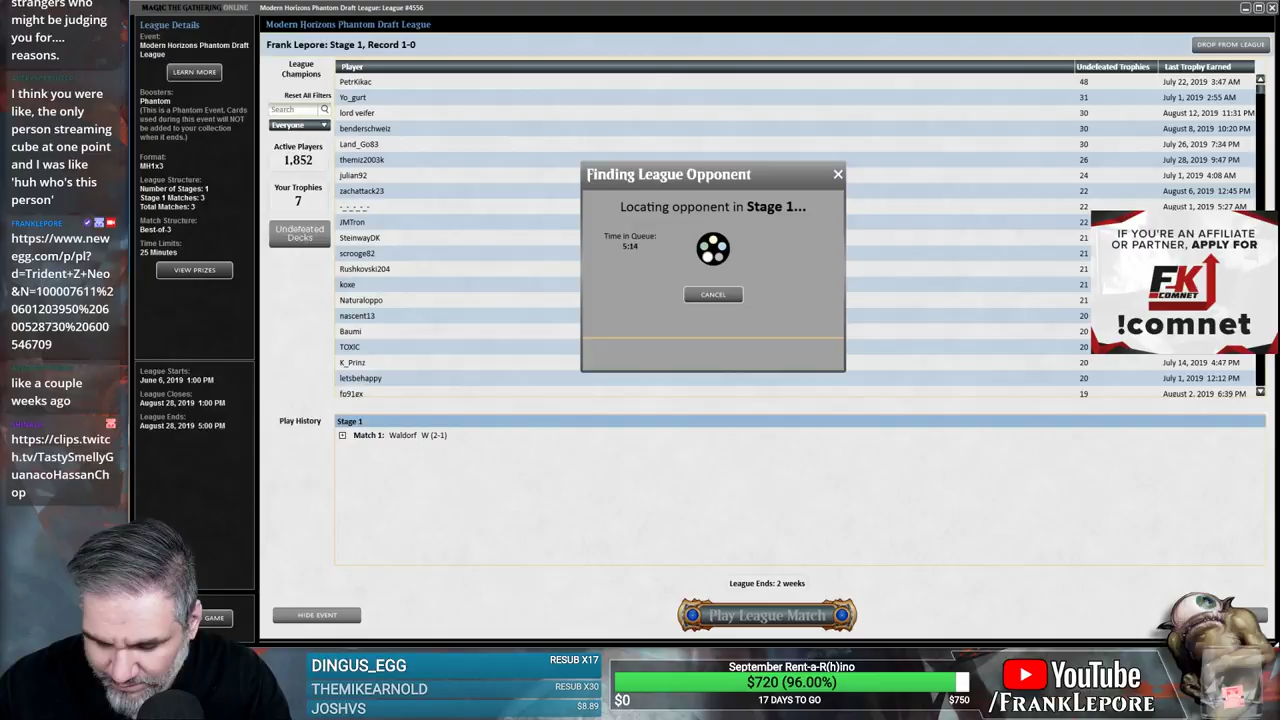 strangers who
might be judging
you for....
reasons.
I think you were
like, the only
person streaming
cube at one point
and I was like
'huh who's this
person'
FRANKLEPORE
https://www.new
egg.com/p/pl?
d=Trident+Z+Neo
&N=100007611%2
0601203950%206
00528730%20600
546709
like a couple
weeks ago
https://clips.twitc
h.tv/TastySmellyG
uanacoHassanCh
op
MAGIC THE GATHERING ONLINE
Modern Horizons Phantom Draft League: League #4556
League Details
Event:
Modern Horizons Phantom Draft
League
LEARN MORE
Boosters:
Phantom
(This is a Phantom Event, Cards
used during this event will NOT
be added to your collection
when it ends.)
Format:
MH1x3
League Structure:
Number of Stages: 1
Stage 1 Matches: 3
Total Matches: 3
Match Structure:
Best-of-3
Time Limits:
25 Minutes
VIEW PRIZES
League Starts:
June 6, 2019 1:00 PM
League Closes:
August 28, 2019 1:00 PM
League Ends:
August 28, 2019 5:00 PM
GAME
Modern Horizons Phantom Draft League
Frank Lepore: Stage 1, Record 1-0
DROP FROM LEAGUE
League
Champions
Reset All Filters
Search
Everyone
Active Players
1,852
Your Trophies
7
Undefeated
Decks
Player Undefeated Trophies Last Trophy Earned
PetrKikac 48 July 22, 2019 3:47 AM
Yo_gurt 31 July 1, 2019 2:55 AM
lord veifer 30 August 12, 2019 11:31 PM
benderschweiz 30 August 8, 2019 10:20 PM
Land_Go83 30 July 26, 2019 7:34 PM
themiz2003k 26 July 28, 2019 9:47 PM
julian92 24 July 1, 2019 4:08 AM
zachattack23 22 August 6, 2019 12:45 PM
-_-_-_-_- 22 August 1, 2019 5:27 AM
JMTron 22
SteinwayDK 22
scrooge82 21
Rushkovski204 21
koxe 21
Naturaloppo 21
nascent13 20
Baumi 20
TOXIC 20
K_Prinz 20 July 14, 2019 4:47 PM
letsbehappy 20 July 1, 2019 12:12 PM
fo91gx 19 August 2, 2019 6:39 PM
Finding League Opponent
Locating opponent in Stage 1...
Time in Queue:
5:14
CANCEL
IF YOU'RE AN AFFILIATE
OR PARTNER, APPLY FOR
COMNET
!comnet
Play History
Stage 1
Match 1: Waldorf W (2-1)
League Ends: 2 weeks
HIDE EVENT
Play League Match
DINGUS_EGG RESUB X17
THEMIKEARNOLD RESUB X30
JOSHVS $8.89
September Rent-a-R(h)ino
$720 (96.00%)
$0 17 DAYS TO GO $750
YouTube
/FRANKLEPORE